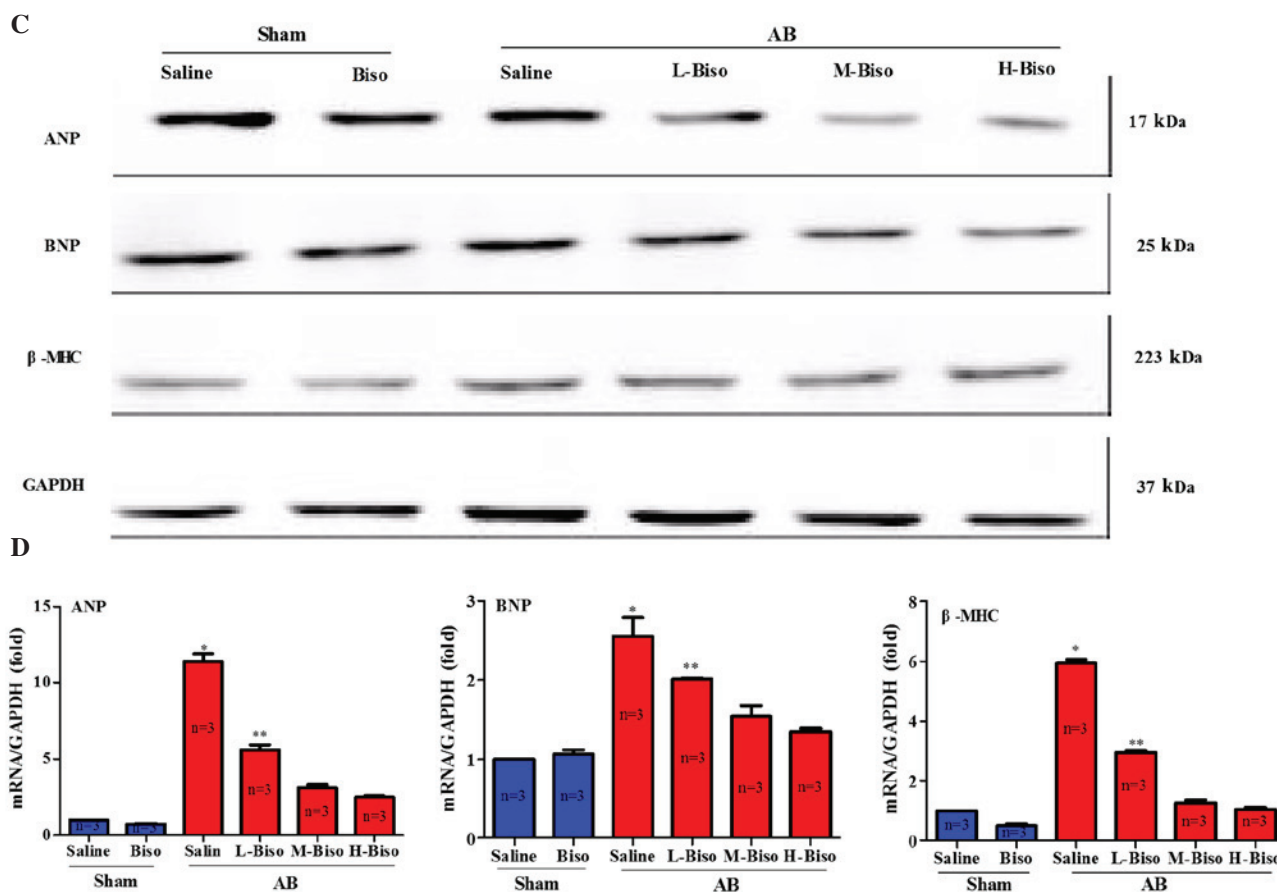 C
Sham AB
Saline Biso Saline L-Biso M-Biso H-Biso
ANP 17 kDa
BNP 25 kDa
β-MHC 223 kDa
GAPDH 37 kDa
D
ANP
mRNA/GAPDH (fold)
15
10
5
0
*
**
n=3 n=3 n=3 n=3 n=3 n=3
Saline Biso Salin L-Biso M-Biso H-Biso
Sham AB
BNP
mRNA/GAPDH (fold)
3
2
1
0
*
**
n=3 n=3 n=3 n=3 n=3 n=3
Saline Biso Saline L-Biso M-Biso H-Biso
Sham AB
β-MHC
mRNA/GAPDH (fold)
8
6
4
2
0
*
**
n=3 n=3 n=3 n=3 n=3 n=3
Saline Biso Saline L-Biso M-Biso H-Biso
Sham AB